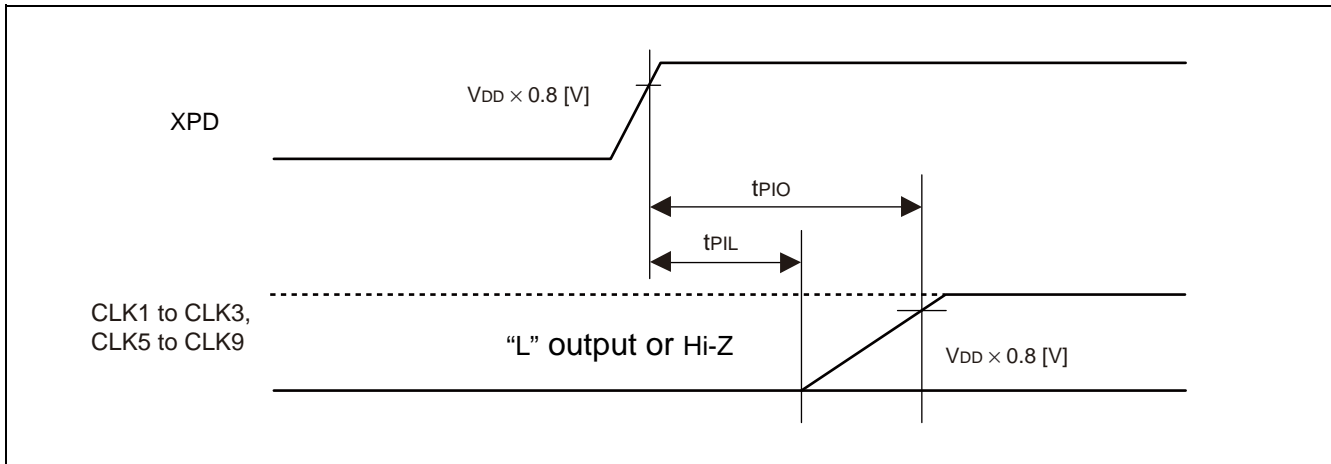 VDD × 0.8 [V]
XPD
tPIO
tPIL
CLK1 to CLK3,
CLK5 to CLK9
“L” output or Hi-Z
VDD × 0.8 [V]